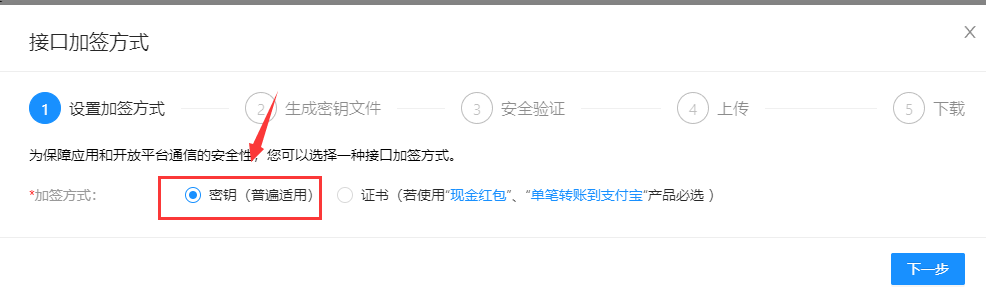 接口加签方式
1 设置加签方式 2 生成密钥文件 3 安全验证 4 上传 5 下载
为保障应用和开放平台通信的安全性，您可以选择一种接口加签方式。
*加签方式： 密钥（普遍适用） 证书（若使用“现金红包”、“单笔转账到支付宝”产品必选 ）
下一步